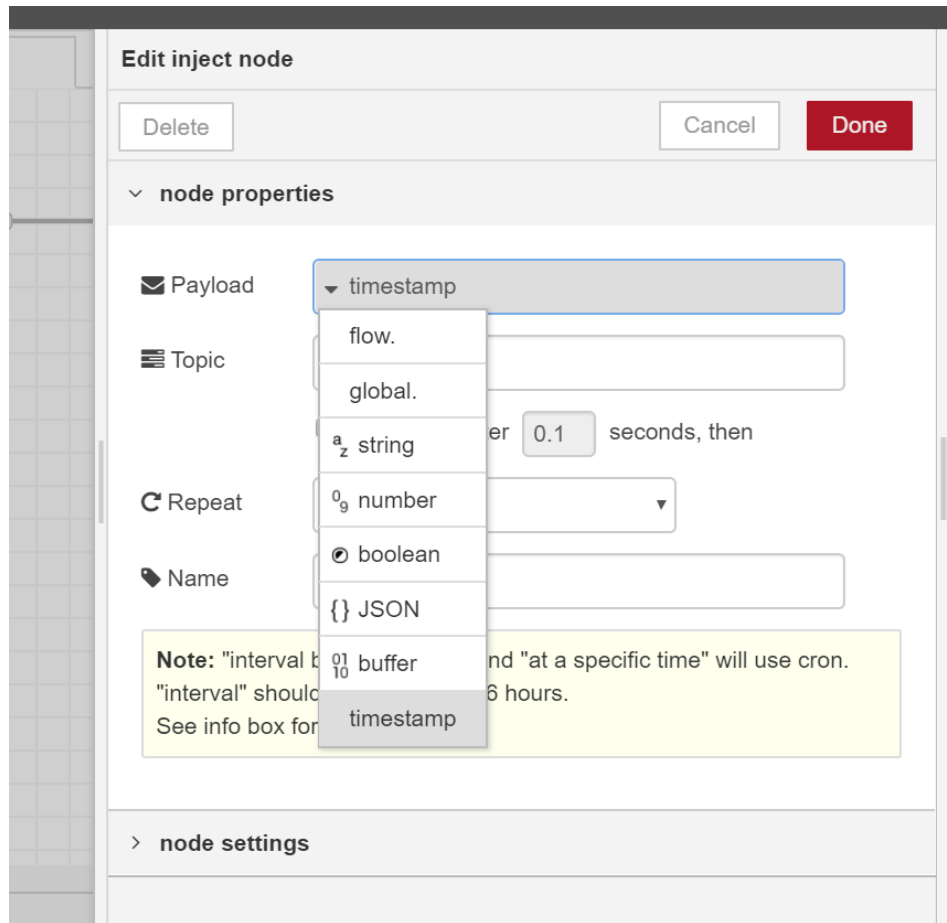 Edit inject node
Delete
Cancel
Done
node properties
Payload
timestamp
flow.
Topic
global.
er 0.1 seconds, then
string
Repeat
number
boolean
Name
JSON
Note: "interval nd "at a specific time" will use cron.
buffer
"interval" 6 hours.
timestamp
See info box for
node settings